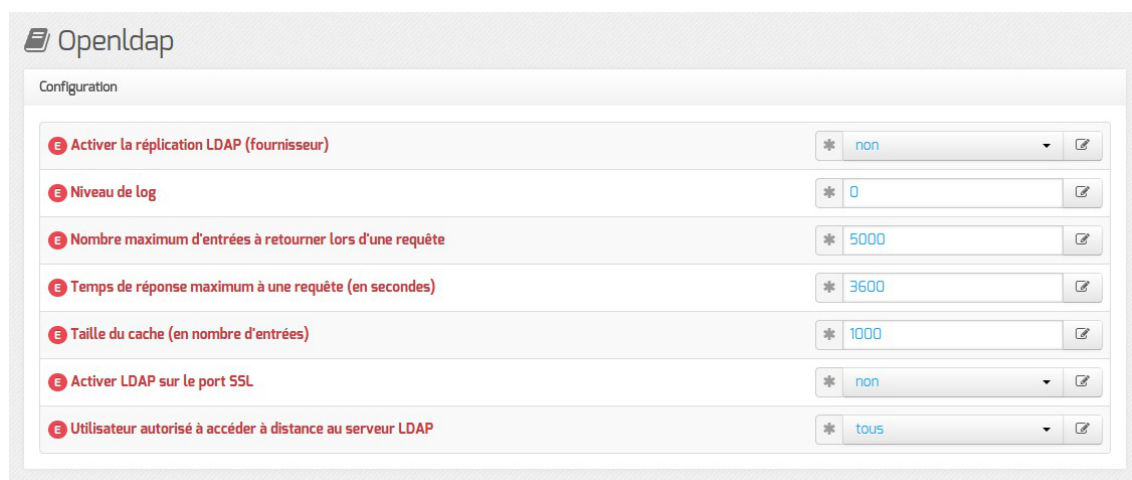 Openldap
Configuration
E Activer la réplication LDAP (fournisseur) non
E Niveau de log 0
E Nombre maximum d'entrées à retourner lors d'une requête 5000
E Temps de réponse maximum à une requête (en secondes) 3600
E Taille du cache (en nombre d'entrées) 1000
E Activer LDAP sur le port SSL non
E Utilisateur autorisé à accéder à distance au serveur LDAP tous